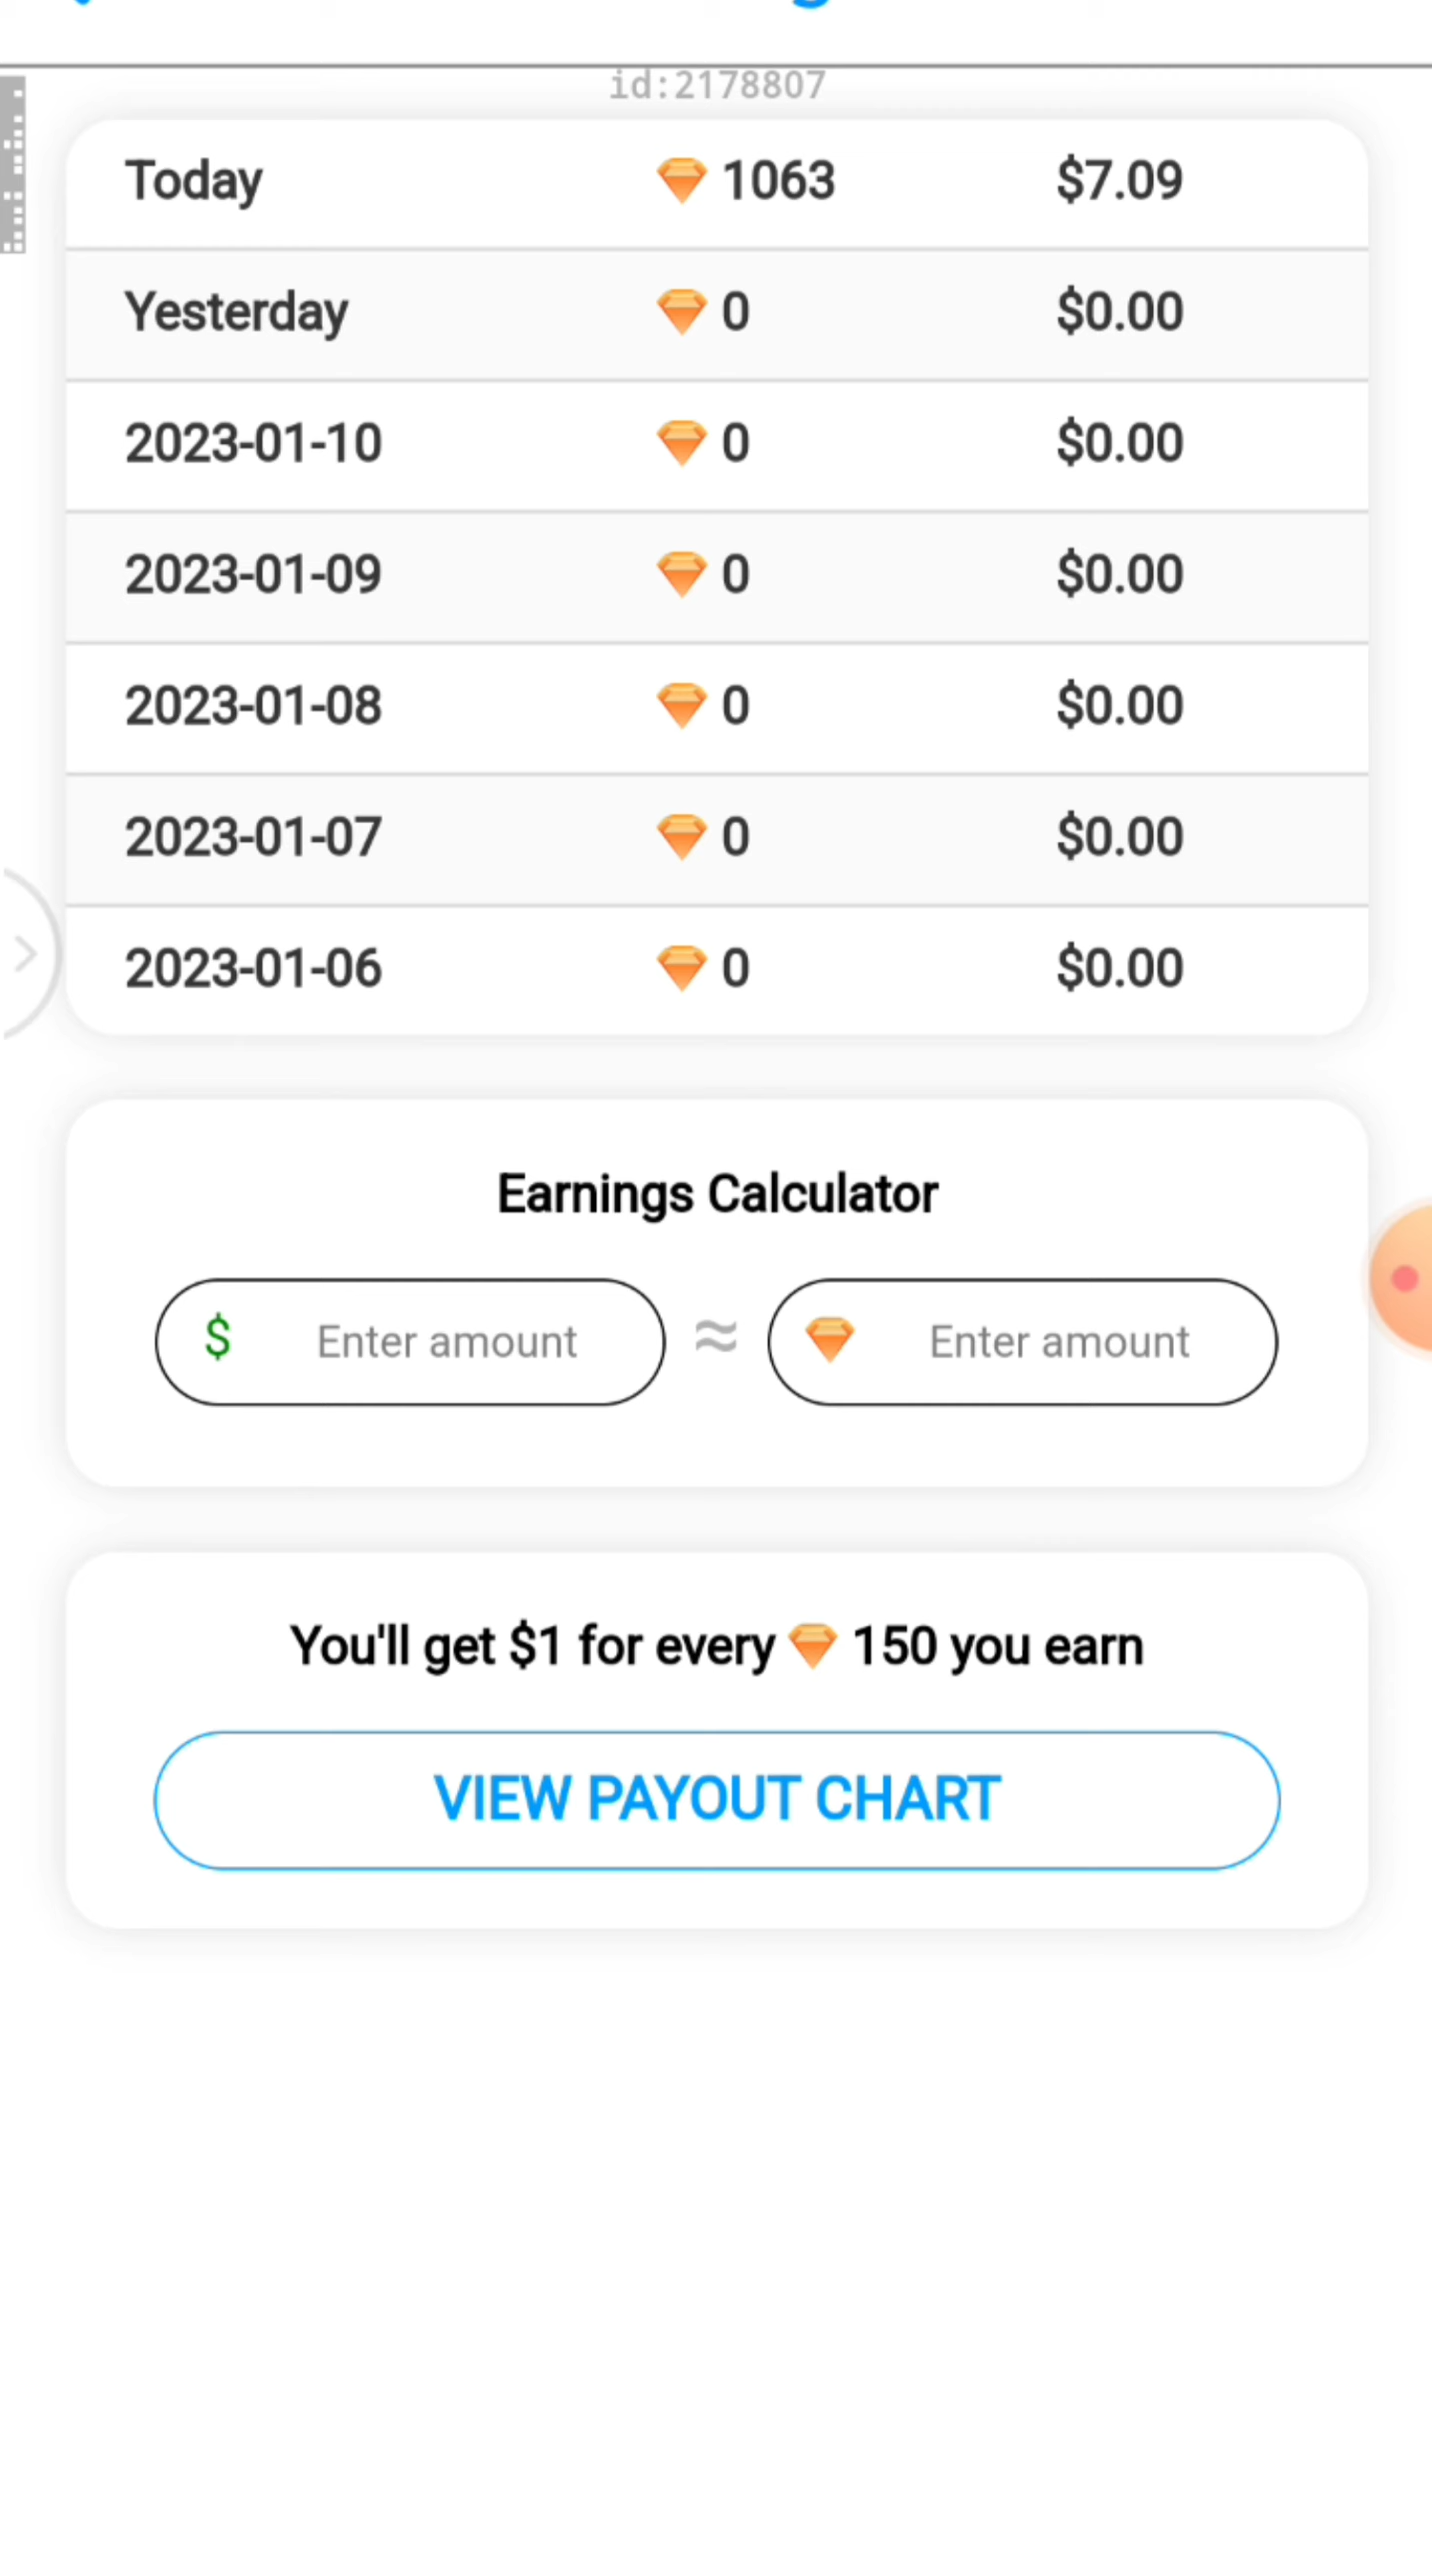 id:2178807
Today 1063 $7.09
Yesterday 0 $0.00
2023-01-10 0 $0.00
2023-01-09 0 $0.00
2023-01-08 0 $0.00
2023-01-07 0 $0.00
2023-01-06 0 $0.00
Earnings Calculator
$ Enter amount ≈ Enter amount
You'll get $1 for every 150 you earn
VIEW PAYOUT CHART